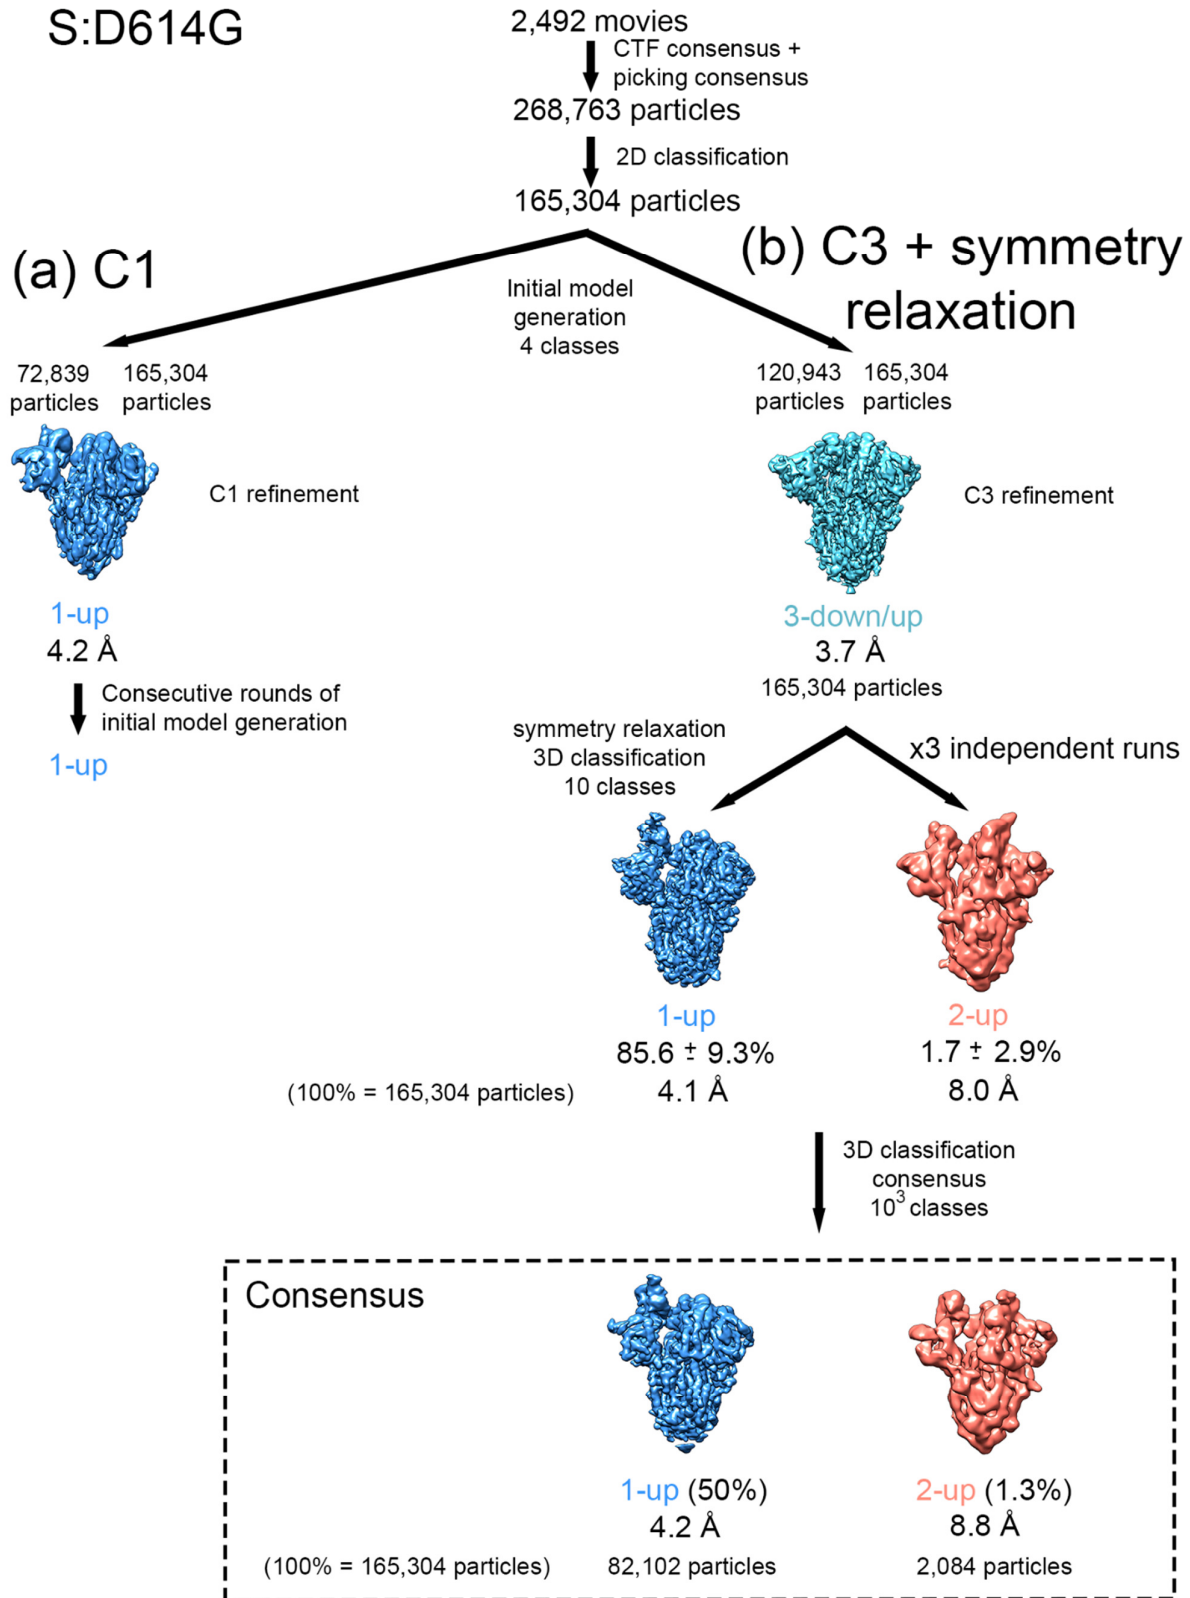 S:D614G
2,492 movies
CTF consensus +
picking consensus
268,763 particles
2D classification
165,304 particles
(a) C1
(b) C3 + symmetry
relaxation
Initial model
generation
4 classes
72,839
particles
165,304
particles
120,943
particles
165,304
particles
C1 refinement
C3 refinement
1-up
4.2 Å
3-down/up
3.7 Å
165,304 particles
Consecutive rounds of
initial model generation
1-up
symmetry relaxation
3D classification
10 classes
x3 independent runs
1-up
85.6 ± 9.3%
4.1 Å
2-up
1.7 ± 2.9%
8.0 Å
(100% = 165,304 particles)
3D classification
consensus
10³ classes
Consensus
1-up (50%)
4.2 Å
82,102 particles
2-up (1.3%)
8.8 Å
2,084 particles
(100% = 165,304 particles)